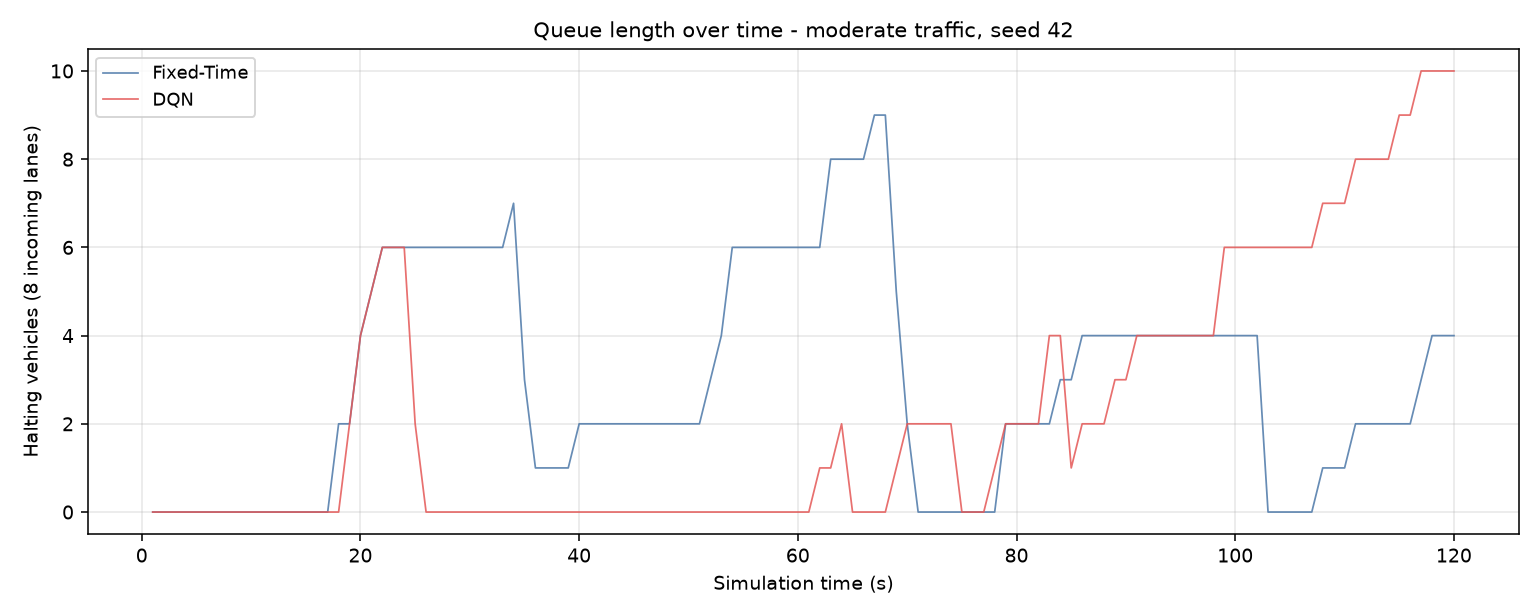 Queue length over time - moderate traffic, seed 42
Fixed-Time
DQN
Halting vehicles (8 incoming lanes)
10
8
6
4
2
0
0 20 40 60 80 100 120
Simulation time (s)